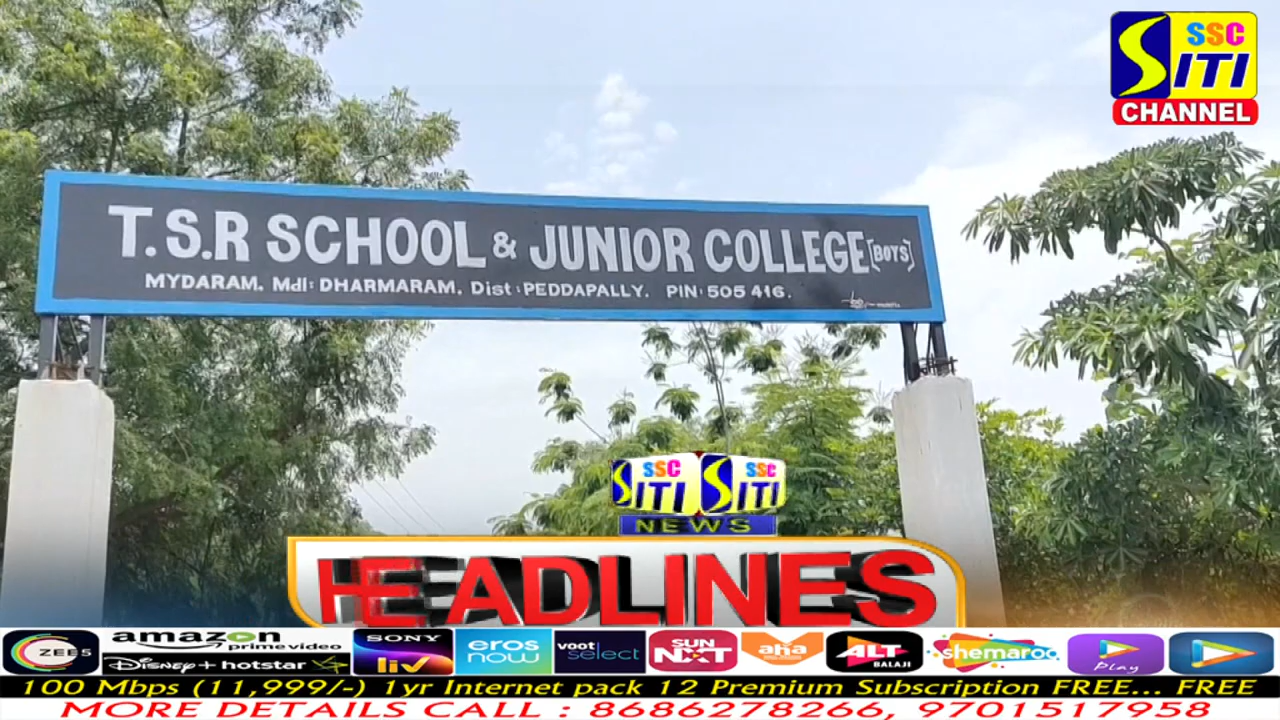 SSC
SITI
CHANNEL
T.S.R SCHOOL & JUNIOR COLLEGE [BOYS]
MYDARAM. Mdl: DHARMARAM. Dist: PEDDAPALLY. PIN: 505 416.
SSC SSC
SITI SITI
NEWS
HEADLINES
ZEE5
amazon
prime video
Disney+ hotstar
SONY
liv
eros
now
voot
select
SUN
NXT
aha
ALT
BALAJI
shemaroo
Play
100 Mbps (11,999/-) 1yr Internet pack 12 Premium Subscription FREE... FREE
MORE DETAILS CALL : 8686278266, 9701517958